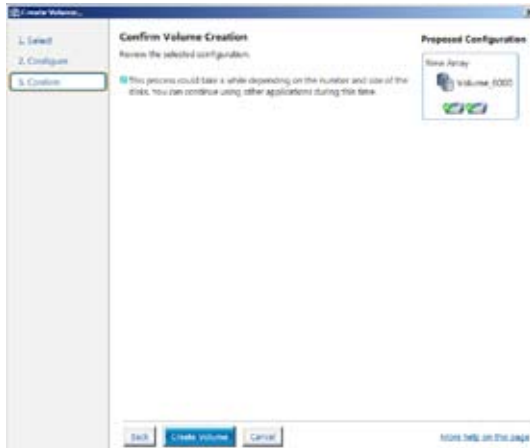 Create Volume...
1. Select
2. Configure
3. Confirm
Confirm Volume Creation
Review the selected configuration.
This process could take a while depending on the number and size of the
disks. You can continue using other applications during this time.
Proposed Configuration
New Array
Volume_0000
Back
Create Volume
Cancel
More help on this page